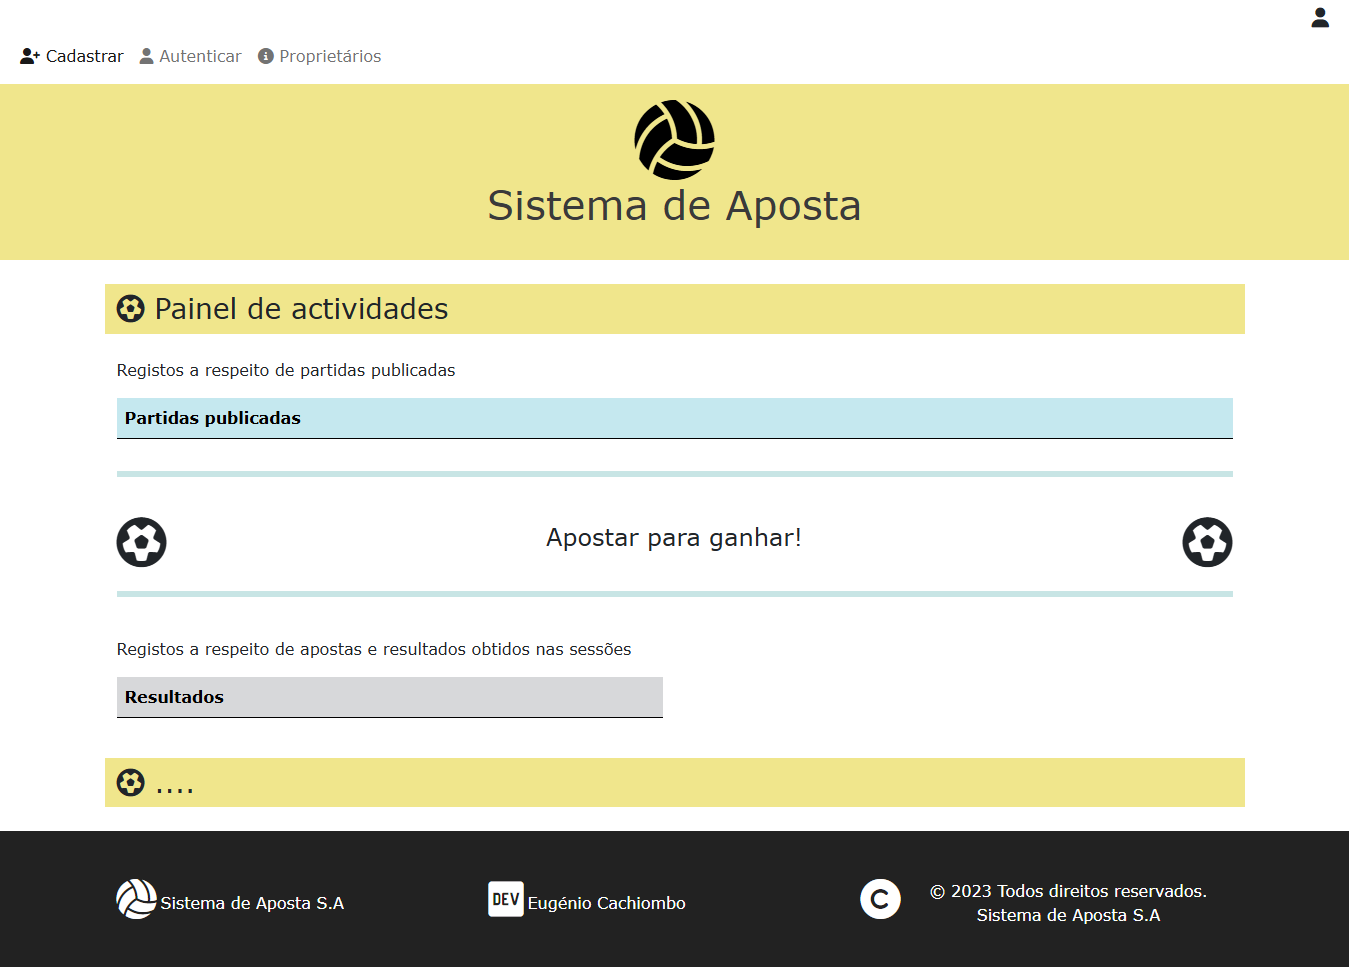 Cadastrar Autenticar Proprietários
Sistema de Aposta
Painel de actividades
Registos a respeito de partidas publicadas
Partidas publicadas
Apostar para ganhar!
Registos a respeito de apostas e resultados obtidos nas sessões
Resultados
....
Sistema de Aposta S.A
DEV Eugénio Cachiombo
© 2023 Todos direitos reservados.
Sistema de Aposta S.A